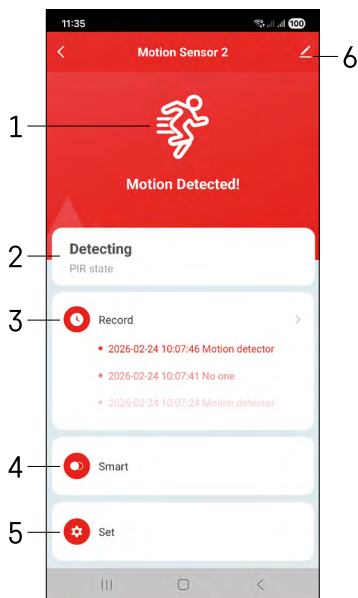 11:35
100
Motion Sensor 2
6
1
Motion Detected!
2
Detecting
PIR state
3
Record
2026-02-24 10:07:46 Motion detector
2026-02-24 10:07:41 No one
2026-02-24 10:07:24 Motion detector
4
Smart
5
Set